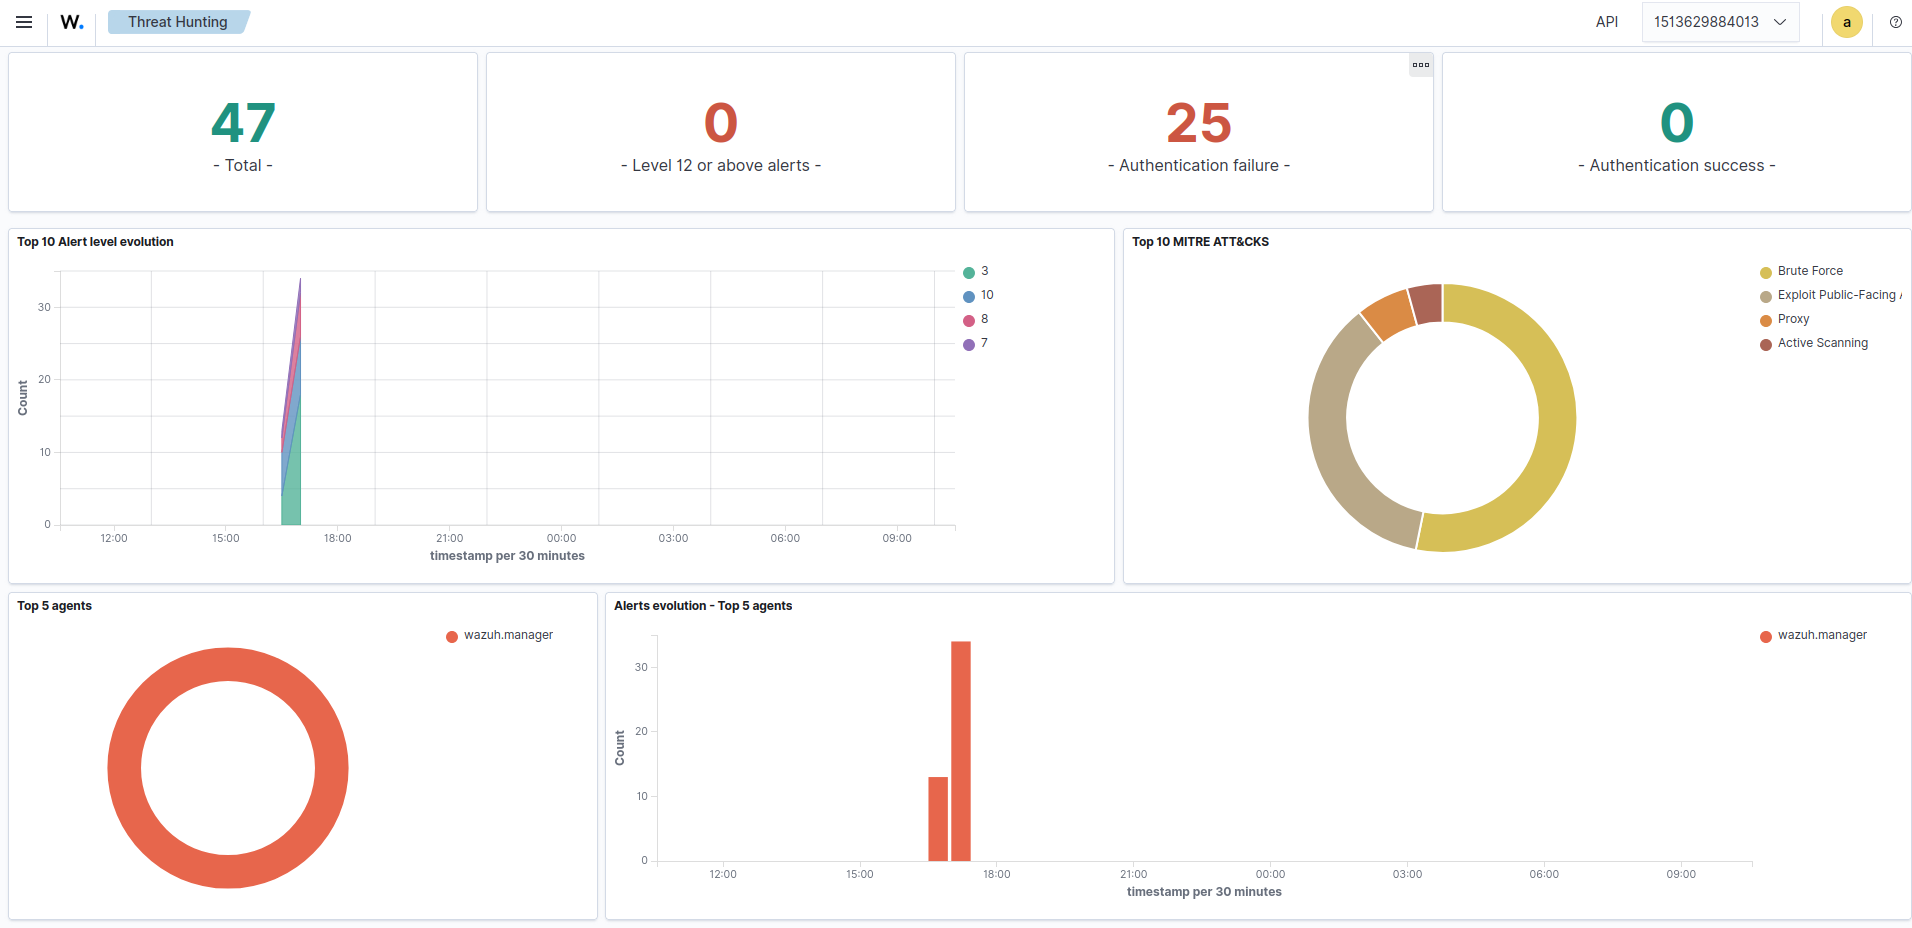 W.
Threat Hunting
API
1513629884013
a
47
- Total -
0
- Level 12 or above alerts -
25
- Authentication failure -
0
- Authentication success -
Top 10 Alert level evolution
30
20
10
0
Count
12:00
15:00
18:00
21:00
00:00
03:00
06:00
09:00
timestamp per 30 minutes
3
10
8
7
Top 10 MITRE ATT&CKS
Brute Force
Exploit Public-Facing
Proxy
Active Scanning
Top 5 agents
wazuh.manager
Alerts evolution - Top 5 agents
30
20
10
0
Count
12:00
15:00
18:00
21:00
00:00
03:00
06:00
09:00
timestamp per 30 minutes
wazuh.manager